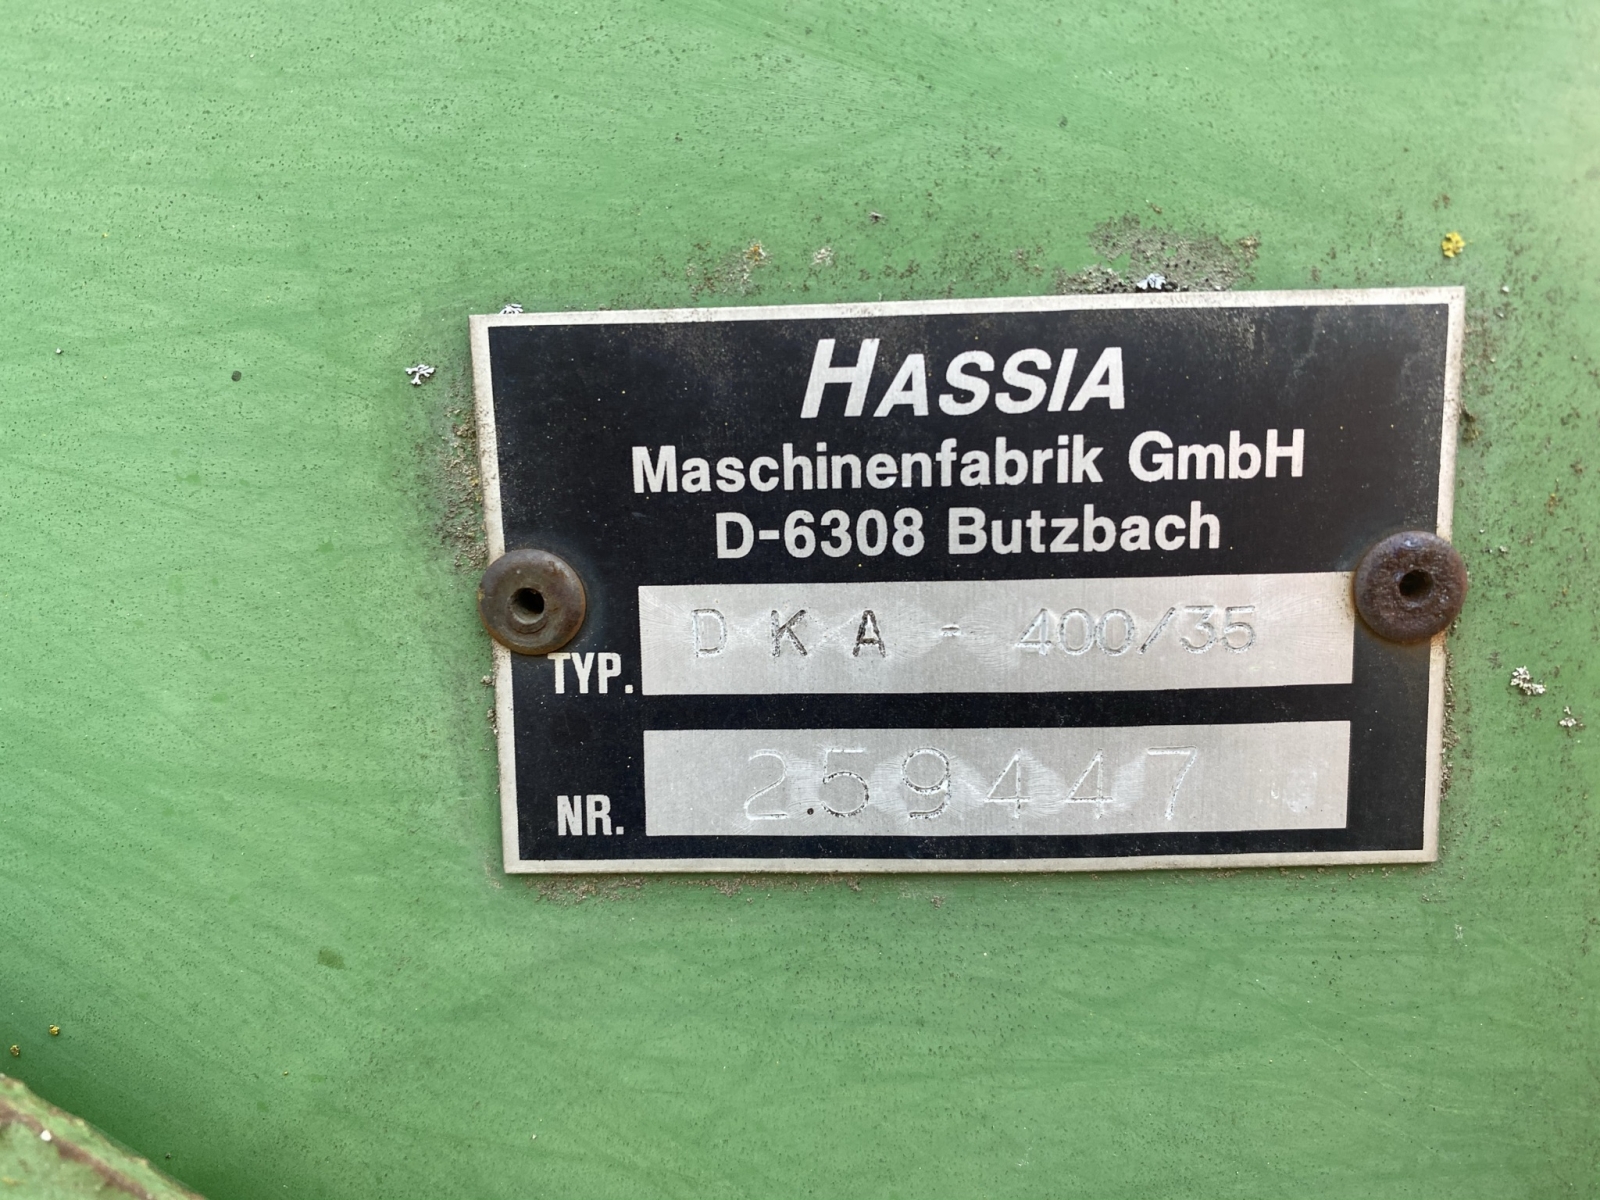 HASSIA
Maschinenfabrik GmbH
D-6308 Butzbach
TYP. DKA - 400/35
NR. 259447